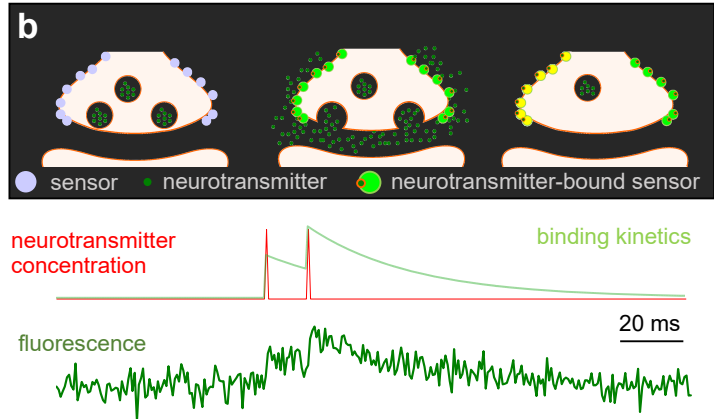 b
sensor
neurotransmitter
neurotransmitter-bound sensor
neurotransmitter
concentration
binding kinetics
20 ms
fluorescence